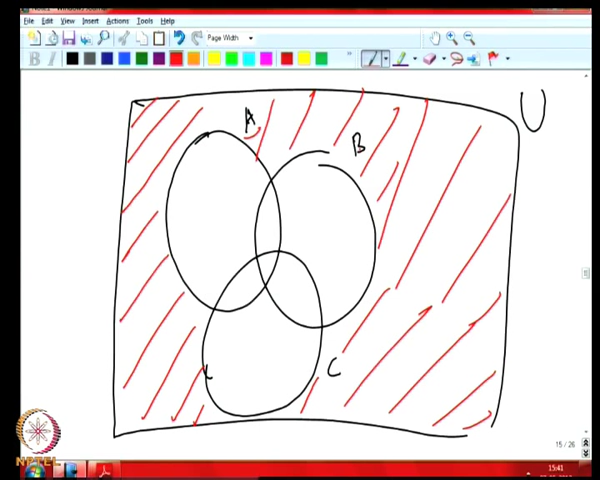 File Edit View Insert Actions Tools Help
Page Width
B I
U
A
B
C
15 / 26
NPTEL
15:41